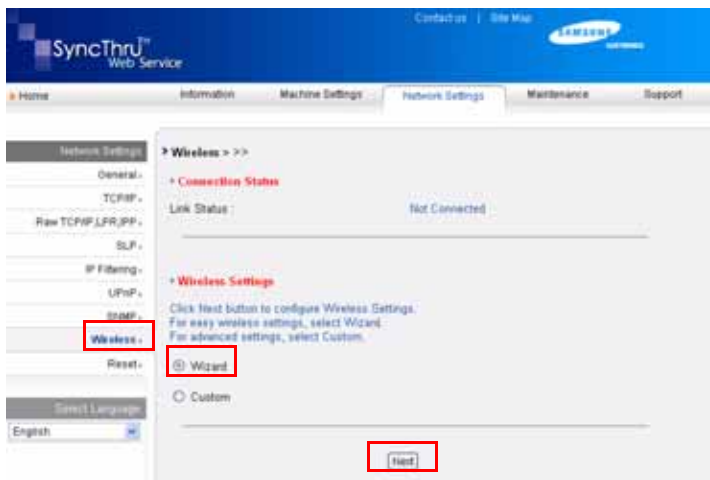 Contact us | Site Map
SAMSUNG
ELECTRONICS
SyncThru™
Web Service
Home
Information
Machine Settings
Network Settings
Maintenance
Support
Network Settings
General
TCP/IP
Raw TCP/IP,LPR,IPP
SLP
IP Filtering
UPnP
SNMP
Wireless
Reset
Select Language
English
Wireless > >>
Connection Status
Link Status :
Not Connected
Wireless Settings
Click Next button to configure Wireless Settings.
For easy wireless settings, select Wizard.
For advanced settings, select Custom.
Wizard
Custom
Next